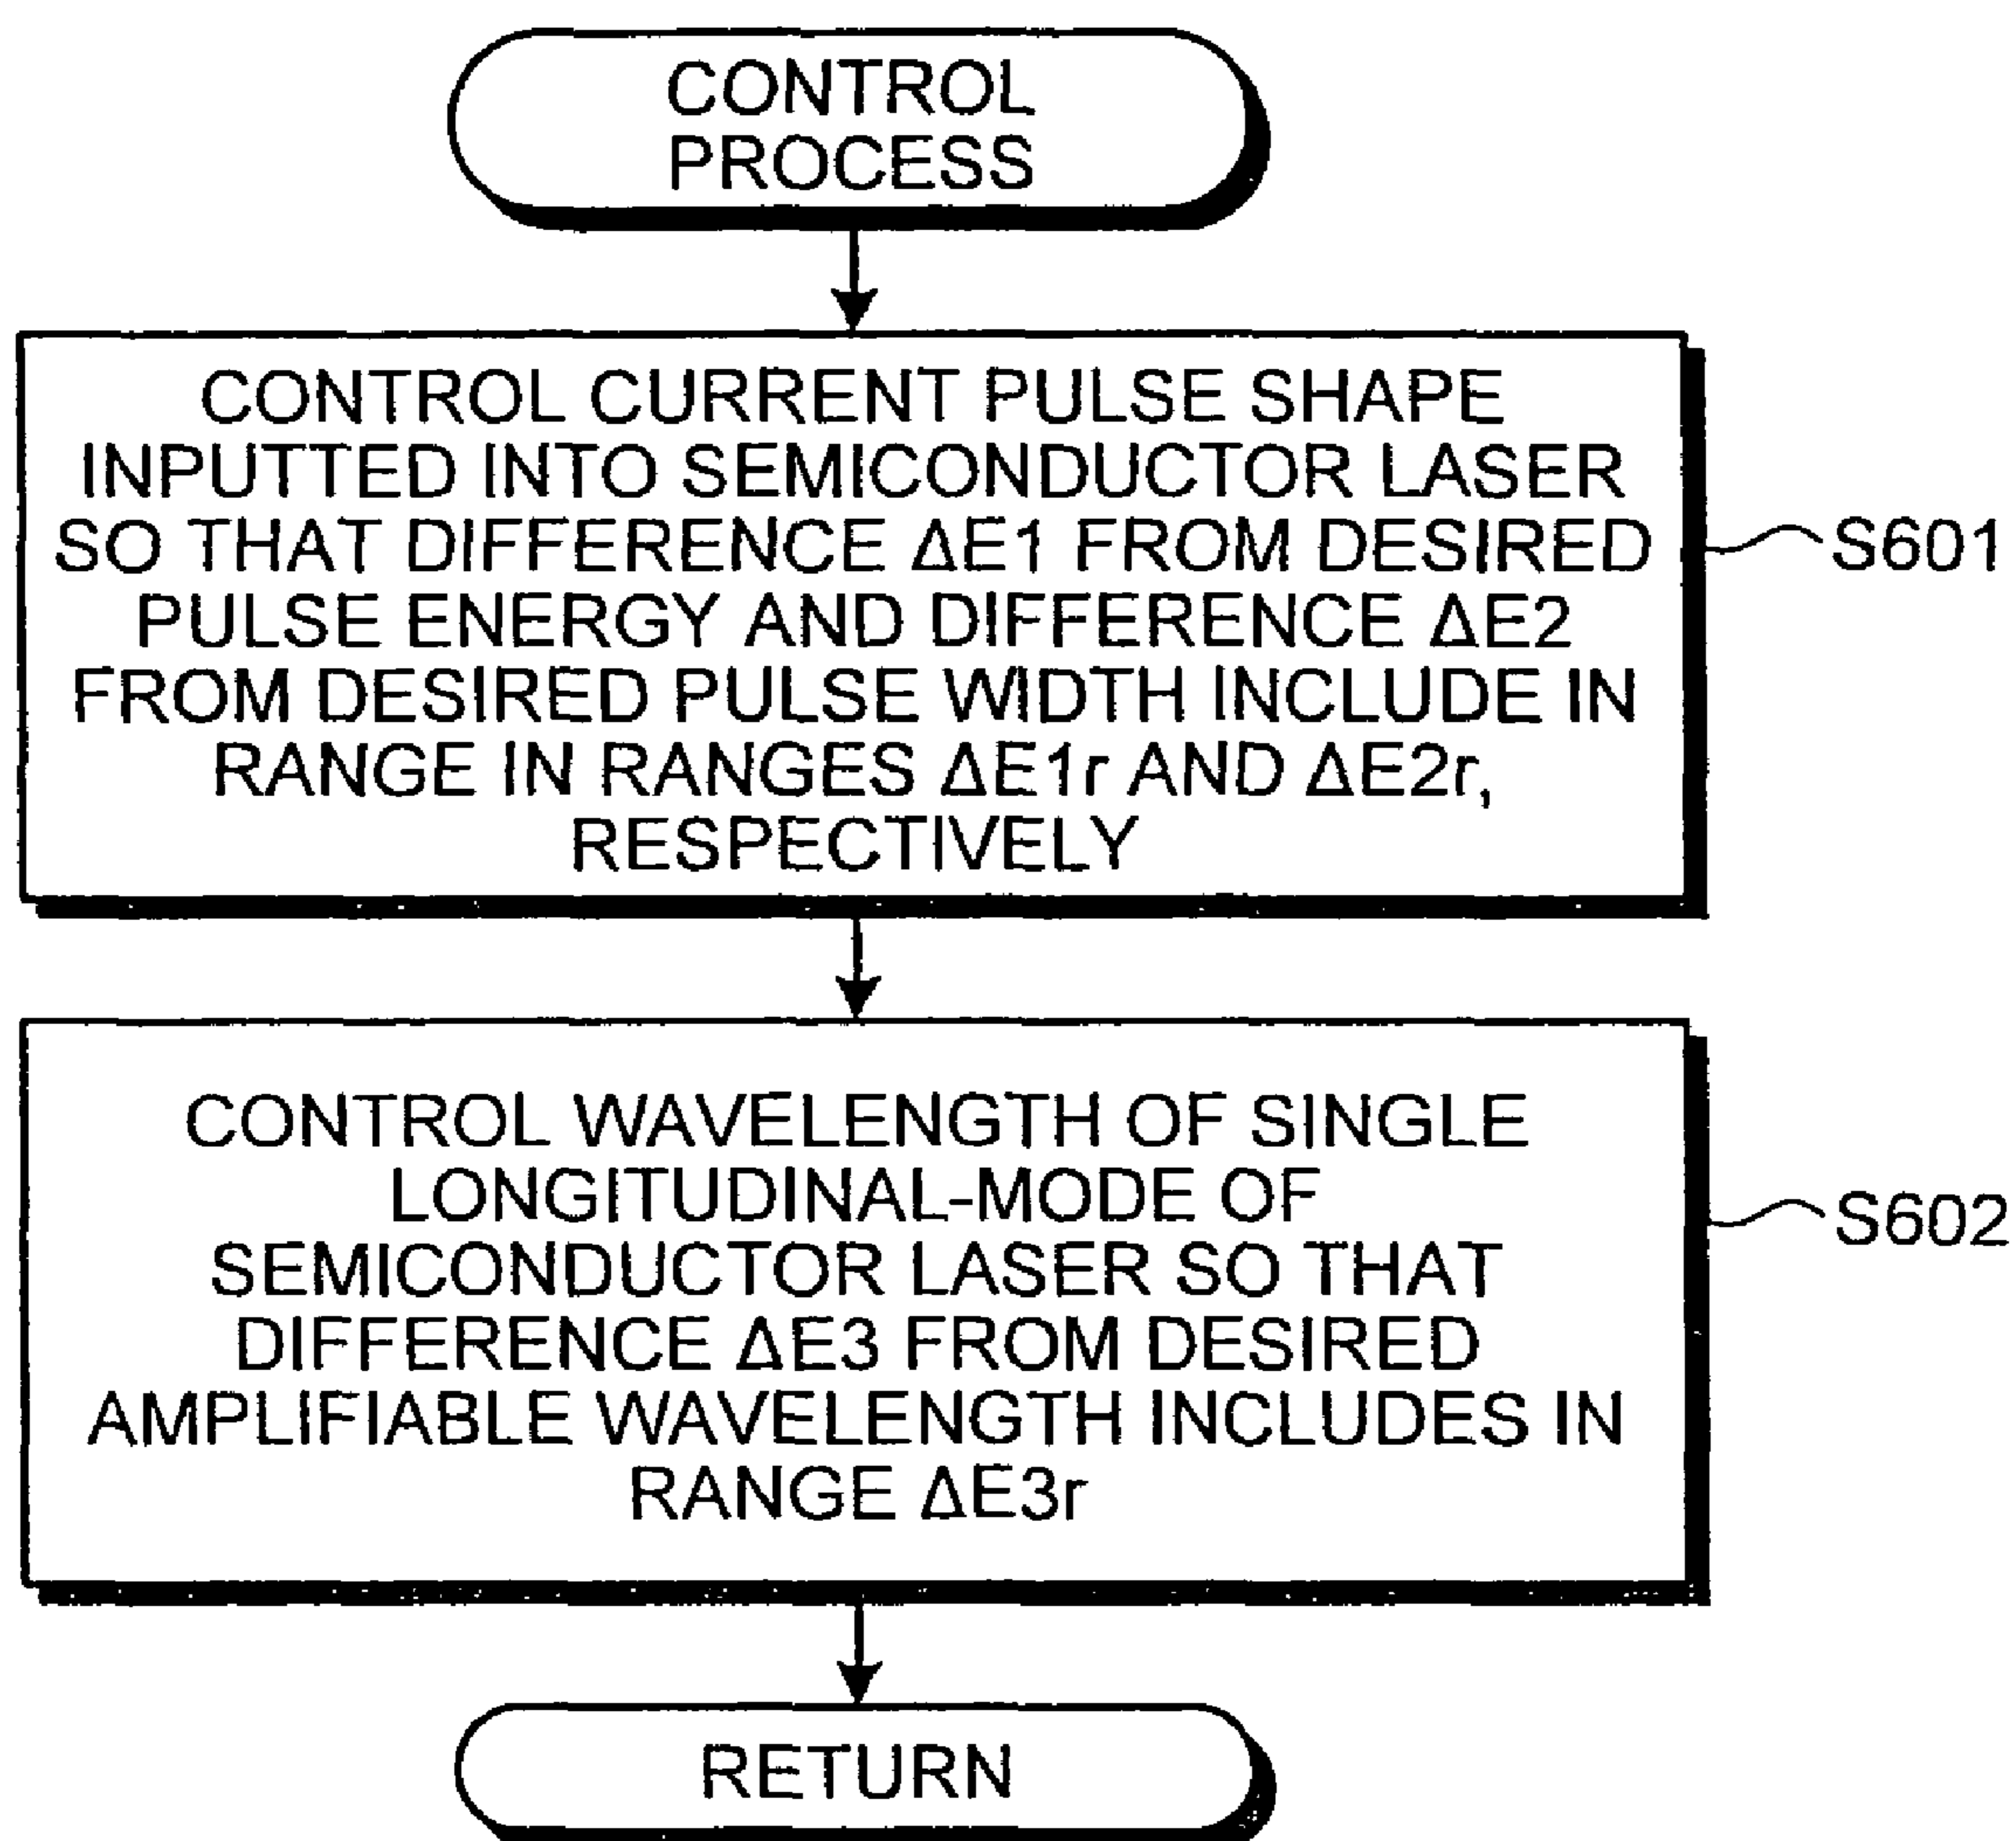 CONTROL
PROCESS
CONTROL CURRENT PULSE SHAPE
INPUTTED INTO SEMICONDUCTOR LASER
SO THAT DIFFERENCE ΔE1 FROM DESIRED
PULSE ENERGY AND DIFFERENCE ΔE2
FROM DESIRED PULSE WIDTH INCLUDE IN
RANGE IN RANGES ΔE1r AND ΔE2r,
RESPECTIVELY
S601
CONTROL WAVELENGTH OF SINGLE
LONGITUDINAL-MODE OF
SEMICONDUCTOR LASER SO THAT
DIFFERENCE ΔE3 FROM DESIRED
AMPLIFIABLE WAVELENGTH INCLUDES IN
RANGE ΔE3r
S602
RETURN